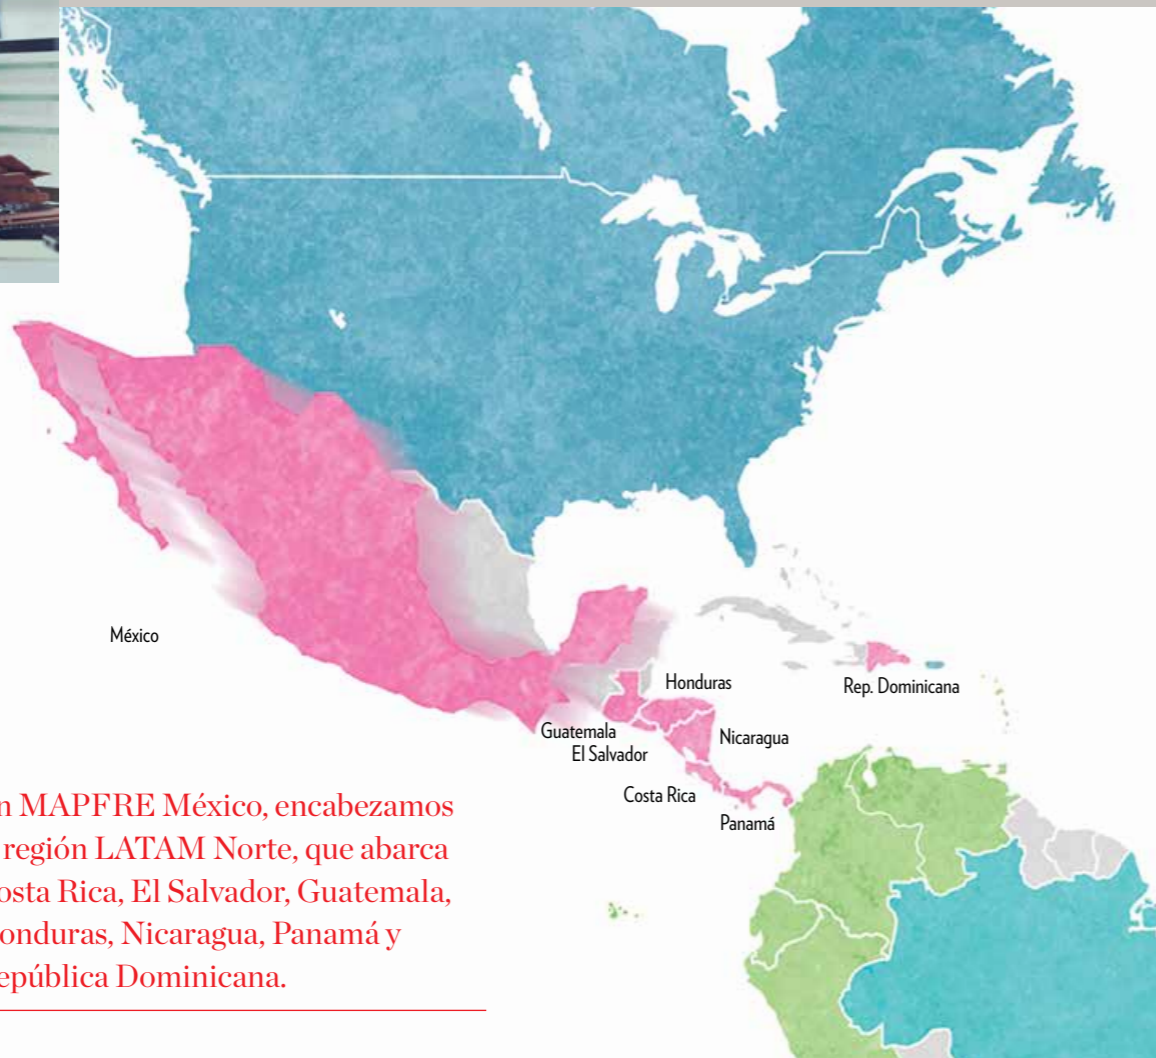 México
Honduras
Rep. Dominicana
Guatemala
Nicaragua
El Salvador
Costa Rica
Panamá
n MAPFRE México, encabezamos
región LATAM Norte, que abarca
osta Rica, El Salvador, Guatemala,
onduras, Nicaragua, Panamá y
epública Dominicana.